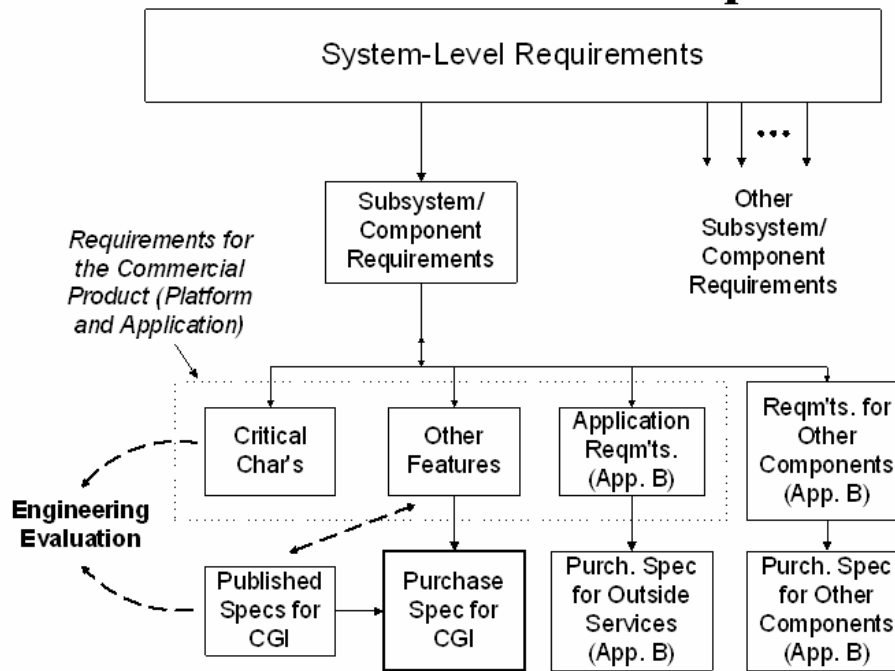 System-Level Requirements
Subsystem/
Component
Requirements
Other
Subsystem/
Component
Requirements
Requirements for
the Commercial
Product (Platform
and Application)
Critical
Char's
Other
Features
Application
Reqm'ts.
(App. B)
Reqm'ts. for
Other
Components
(App. B)
Engineering
Evaluation
Published
Specs for
CGI
Purchase
Spec for
CGI
Purch. Spec
for Outside
Services
(App. B)
Purch. Spec
for Other
Components
(App. B)